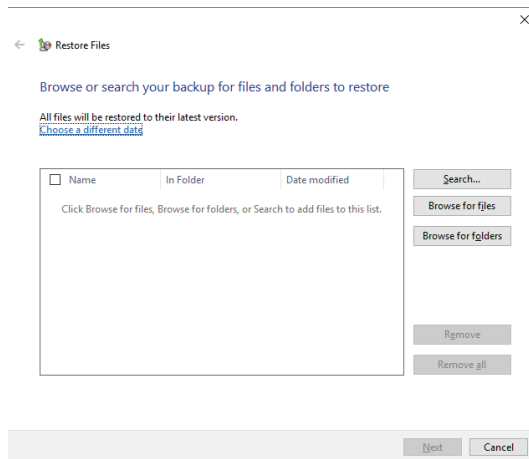 Restore Files
Browse or search your backup for files and folders to restore
All files will be restored to their latest version.
Choose a different date
Name In Folder Date modified
Click Browse for files, Browse for folders, or Search to add files to this list.
Search...
Browse for files
Browse for folders
Remove
Remove all
Next Cancel